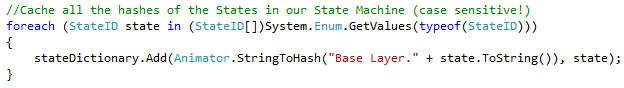 //Cache all the hashes of the States in our State Machine (case sensitive!)
foreach (StateID state in (StateID[])System.Enum.GetValues(typeof(StateID)))
{
    stateDictionary.Add(Animator.StringToHash("Base Layer." + state.ToString()), state);
}